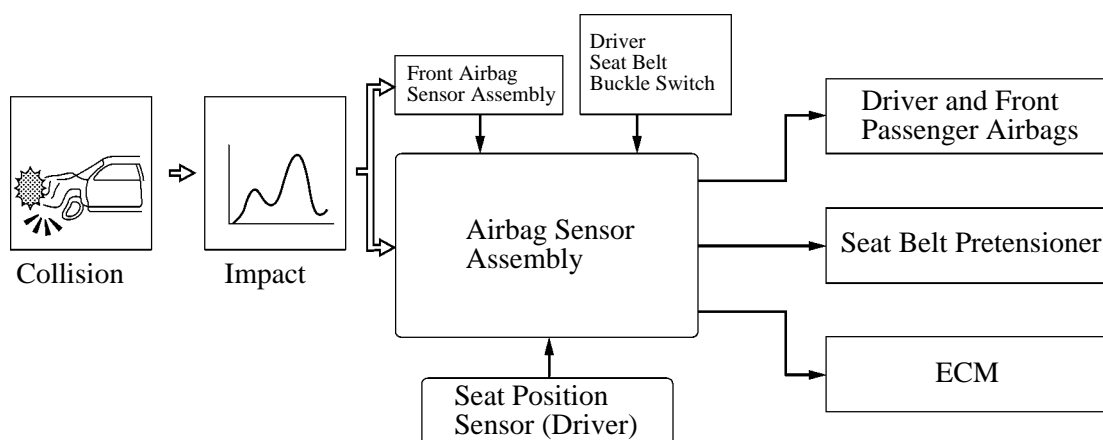 Driver
Seat Belt
Buckle Switch
Front Airbag
Sensor Assembly
Driver and Front
Passenger Airbags
Airbag Sensor
Assembly
Seat Belt Pretensioner
Collision
Impact
ECM
Seat Position
Sensor (Driver)